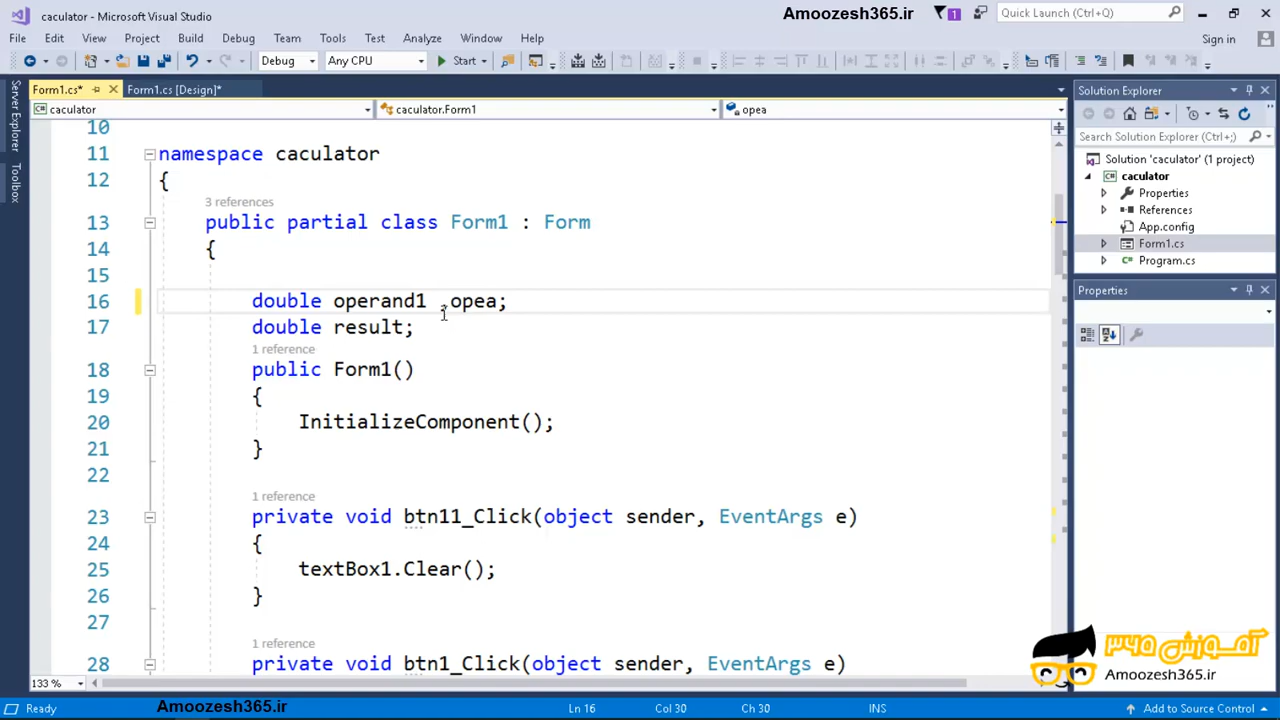 caculator - Microsoft Visual Studio
Amoozesh365.ir
1
Quick Launch (Ctrl+Q)
File Edit View Project Build Debug Team Tools Test Analyze Window Help
Sign in
Debug Any CPU Start
Server Explorer
Toolbox
Form1.cs* Form1.cs [Design]*
caculator caculator.Form1 opea
10
11 namespace caculator
12 {
3 references
13 public partial class Form1 : Form
14 {
15
16 double operand1 ,opea;
17 double result;
1 reference
18 public Form1()
19 {
20 InitializeComponent();
21 }
22
1 reference
23 private void btn11_Click(object sender, EventArgs e)
24 {
25 textBox1.Clear();
26 }
27
1 reference
28 private void btn1_Click(object sender, EventArgs e)
133 %
Solution Explorer
Search Solution Explorer (Ctrl+;)
Solution 'caculator' (1 project)
caculator
Properties
References
App.config
Form1.cs
Program.cs
Properties
آموزش ۳۶۵
Amoozesh365.ir
Ready Amoozesh365.ir Ln 16 Col 30 Ch 30 INS Add to Source Control